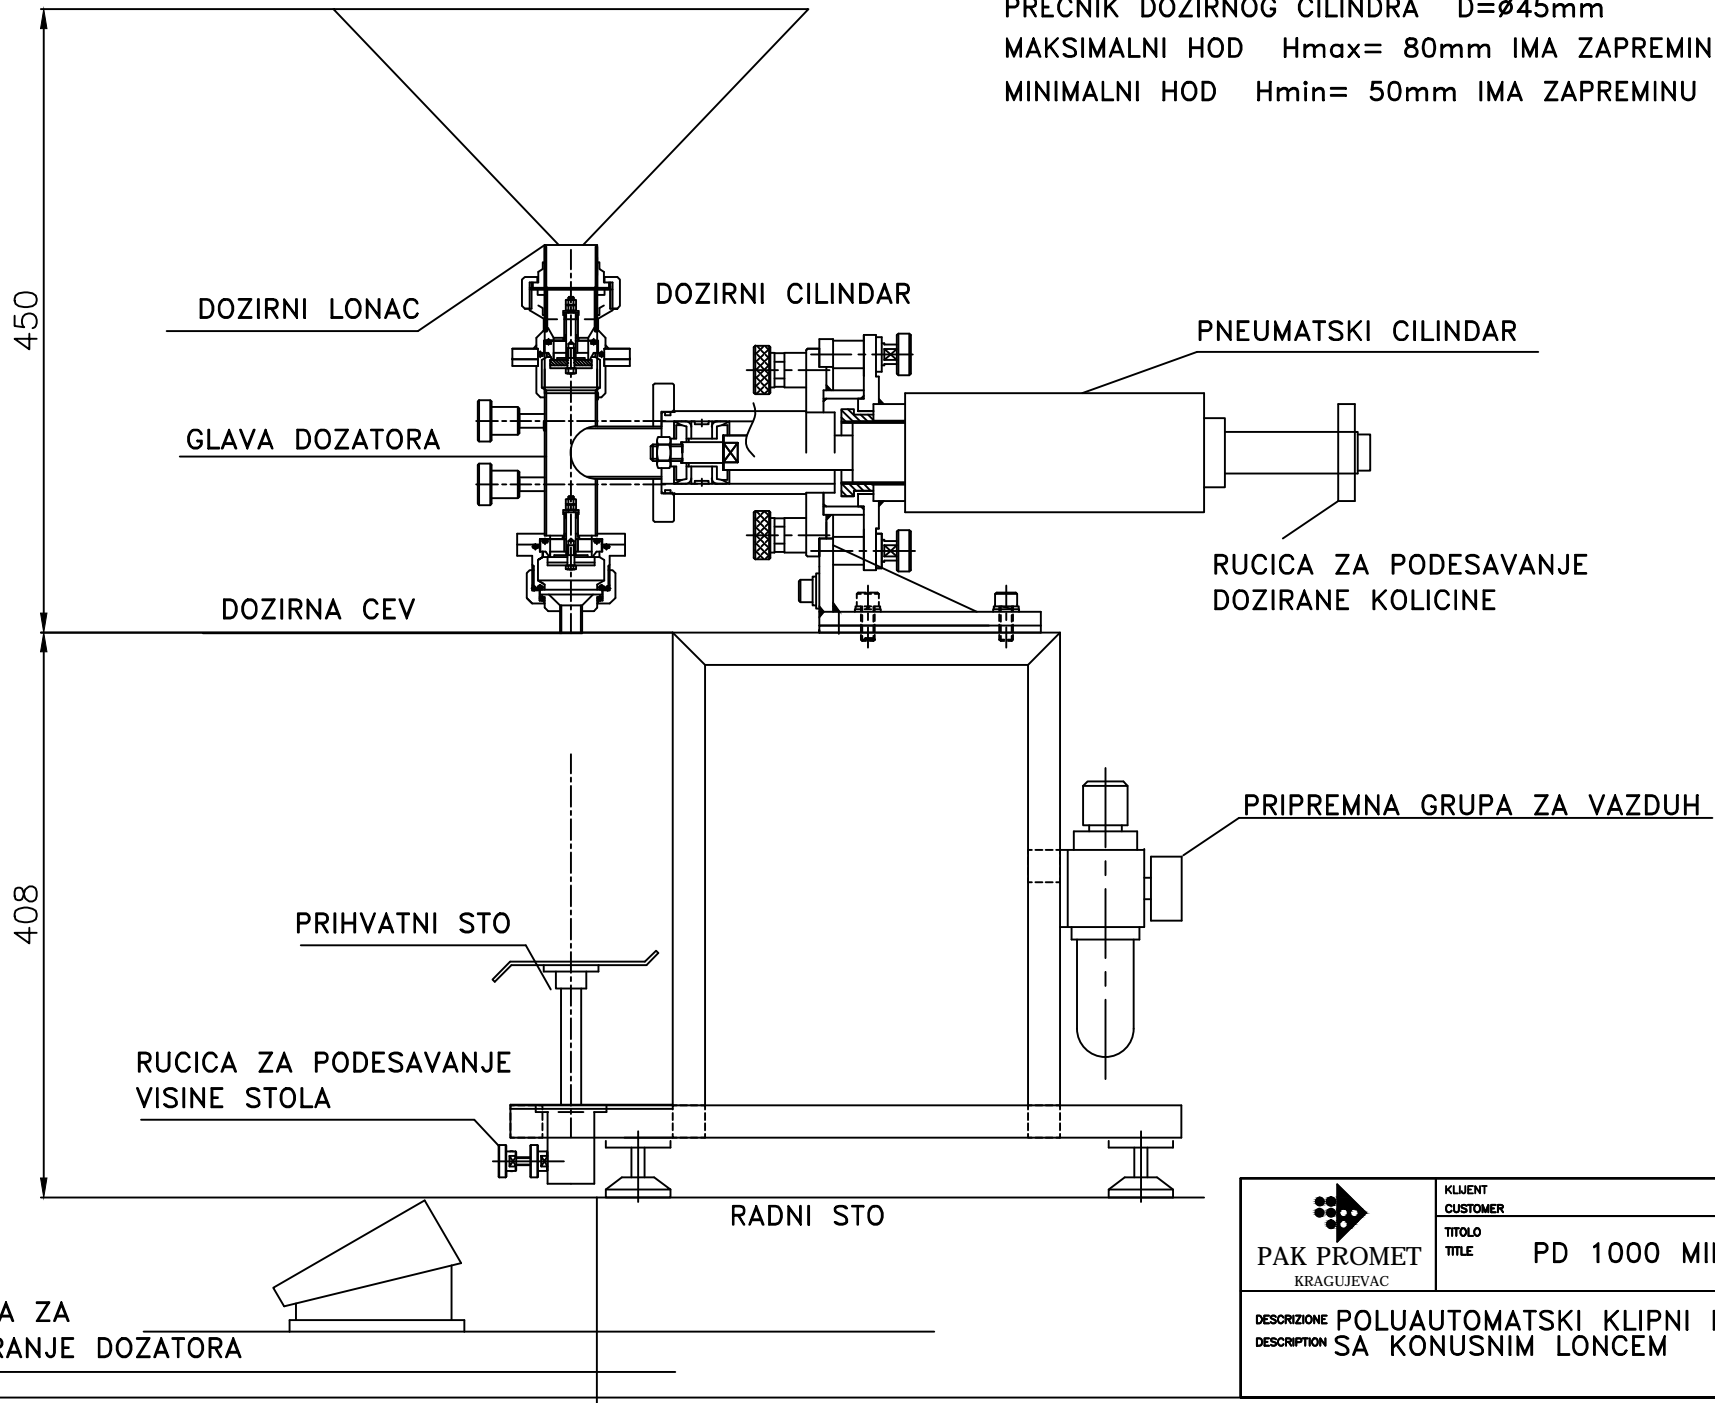 PRECNIK DOZIRNOG CILINDRA D=ø45mm
MAKSIMALNI HOD Hmax= 80mm IMA ZAPREMIN
MINIMALNI HOD Hmin= 50mm IMA ZAPREMINU
450
DOZIRNI LONAC
DOZIRNI CILINDAR
PNEUMATSKI CILINDAR
GLAVA DOZATORA
RUCICA ZA PODESAVANJE
DOZIRANE KOLICINE
DOZIRNA CEV
PRIPREMNA GRUPA ZA VAZDUH
408
PRIHVATNI STO
RUCICA ZA PODESAVANJE
VISINE STOLA
RADNI STO
A ZA
RANJE DOZATORA
PAK PROMET
KRAGUJEVAC
KLIJENT
CUSTOMER
TITOLO
TITLE PD 1000 MI
DESCRIZIONE POLUAUTOMATSKI KLIPNI
DESCRIPTION SA KONUSNIM LONCEM